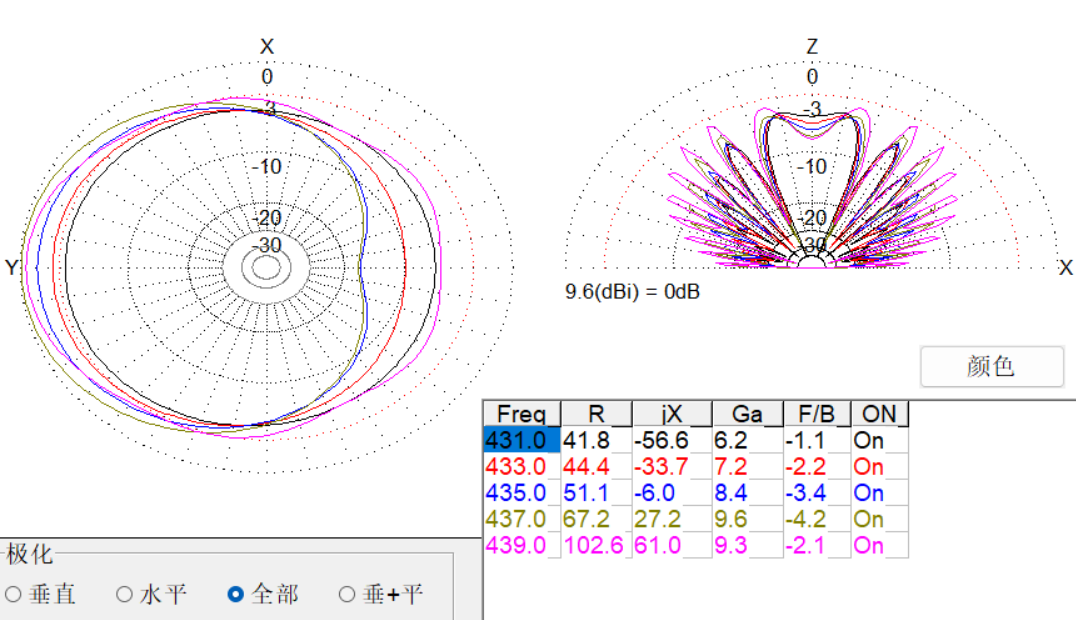 X
0
-3
-10
-20
-30
Y
Z
0
-3
-10
-20
-30
X
9.6(dBi) = 0dB
颜色
Freq R jX Ga F/B ON
431.0 41.8 -56.6 6.2 -1.1 On
433.0 44.4 -33.7 7.2 -2.2 On
435.0 51.1 -6.0 8.4 -3.4 On
437.0 67.2 27.2 9.6 -4.2 On
439.0 102.6 61.0 9.3 -2.1 On
极化
垂直 水平 全部 垂+平